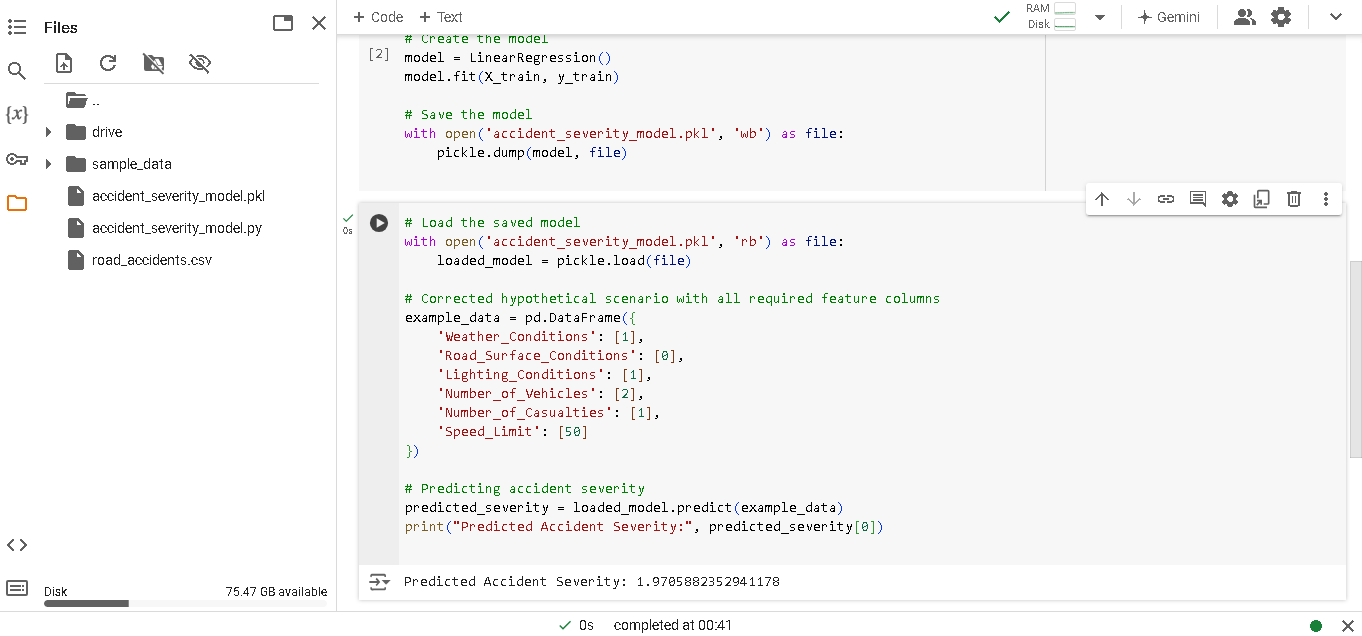 Files
+ Code + Text
RAM
Disk
Gemini
..
drive
sample_data
accident_severity_model.pkl
accident_severity_model.py
road_accidents.csv
{x}
Disk
75.47 GB available
[2]
# Create the model
model = LinearRegression()
model.fit(X_train, y_train)
# Save the model
with open('accident_severity_model.pkl', 'wb') as file:
pickle.dump(model, file)
0s
# Load the saved model
with open('accident_severity_model.pkl', 'rb') as file:
loaded_model = pickle.load(file)
# Corrected hypothetical scenario with all required feature columns
example_data = pd.DataFrame({
'Weather_Conditions': [1],
'Road_Surface_Conditions': [0],
'Lighting_Conditions': [1],
'Number_of_Vehicles': [2],
'Number_of_Casualties': [1],
'Speed_Limit': [50]
})
# Predicting accident severity
predicted_severity = loaded_model.predict(example_data)
print("Predicted Accident Severity:", predicted_severity[0])
Predicted Accident Severity: 1.9705882352941178
0s completed at 00:41